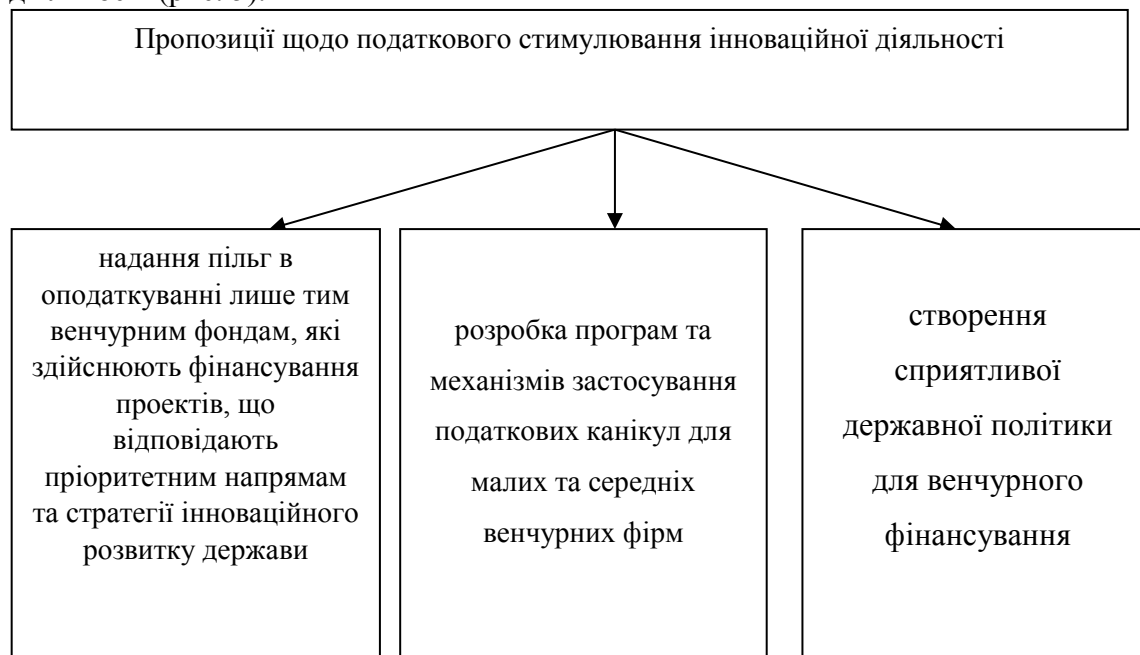 Пропозиції щодо податкового стимулювання інноваційної діяльності
надання пільг в
оподаткуванні лише тим
венчурним фондам, які
здійснюють фінансування
проектів, що
відповідають
пріоритетним напрямам
та стратегії інноваційного
розвитку держави
розробка програм та
механізмів застосування
податкових канікул для
малих та середніх
венчурних фірм
створення
сприятливої
державної політики
для венчурного
фінансування